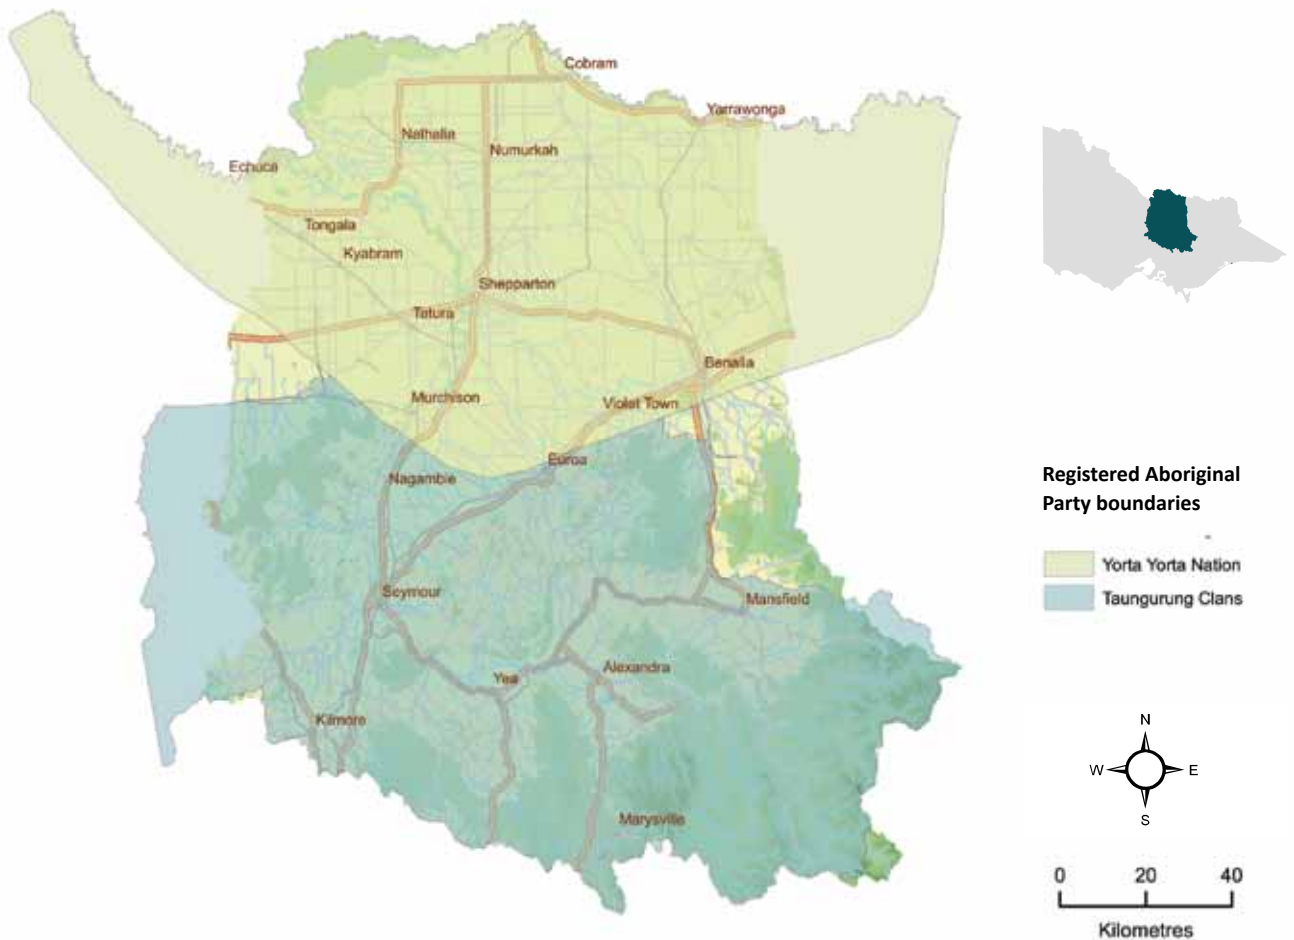 Cobram
Yarrawonga
Nathalia
Numurkah
Echuca
Tongala
Kyabram
Shepparton
Tatura
Benalla
Murchison
Violet Town
Euroa
Nagambie
Seymour
Mansfield
Alexandra
Yea
Kilmore
Marysville
Registered Aboriginal
Party boundaries
Yorta Yorta Nation
Taungurung Clans
N
W E
S
0 20 40
Kilometres